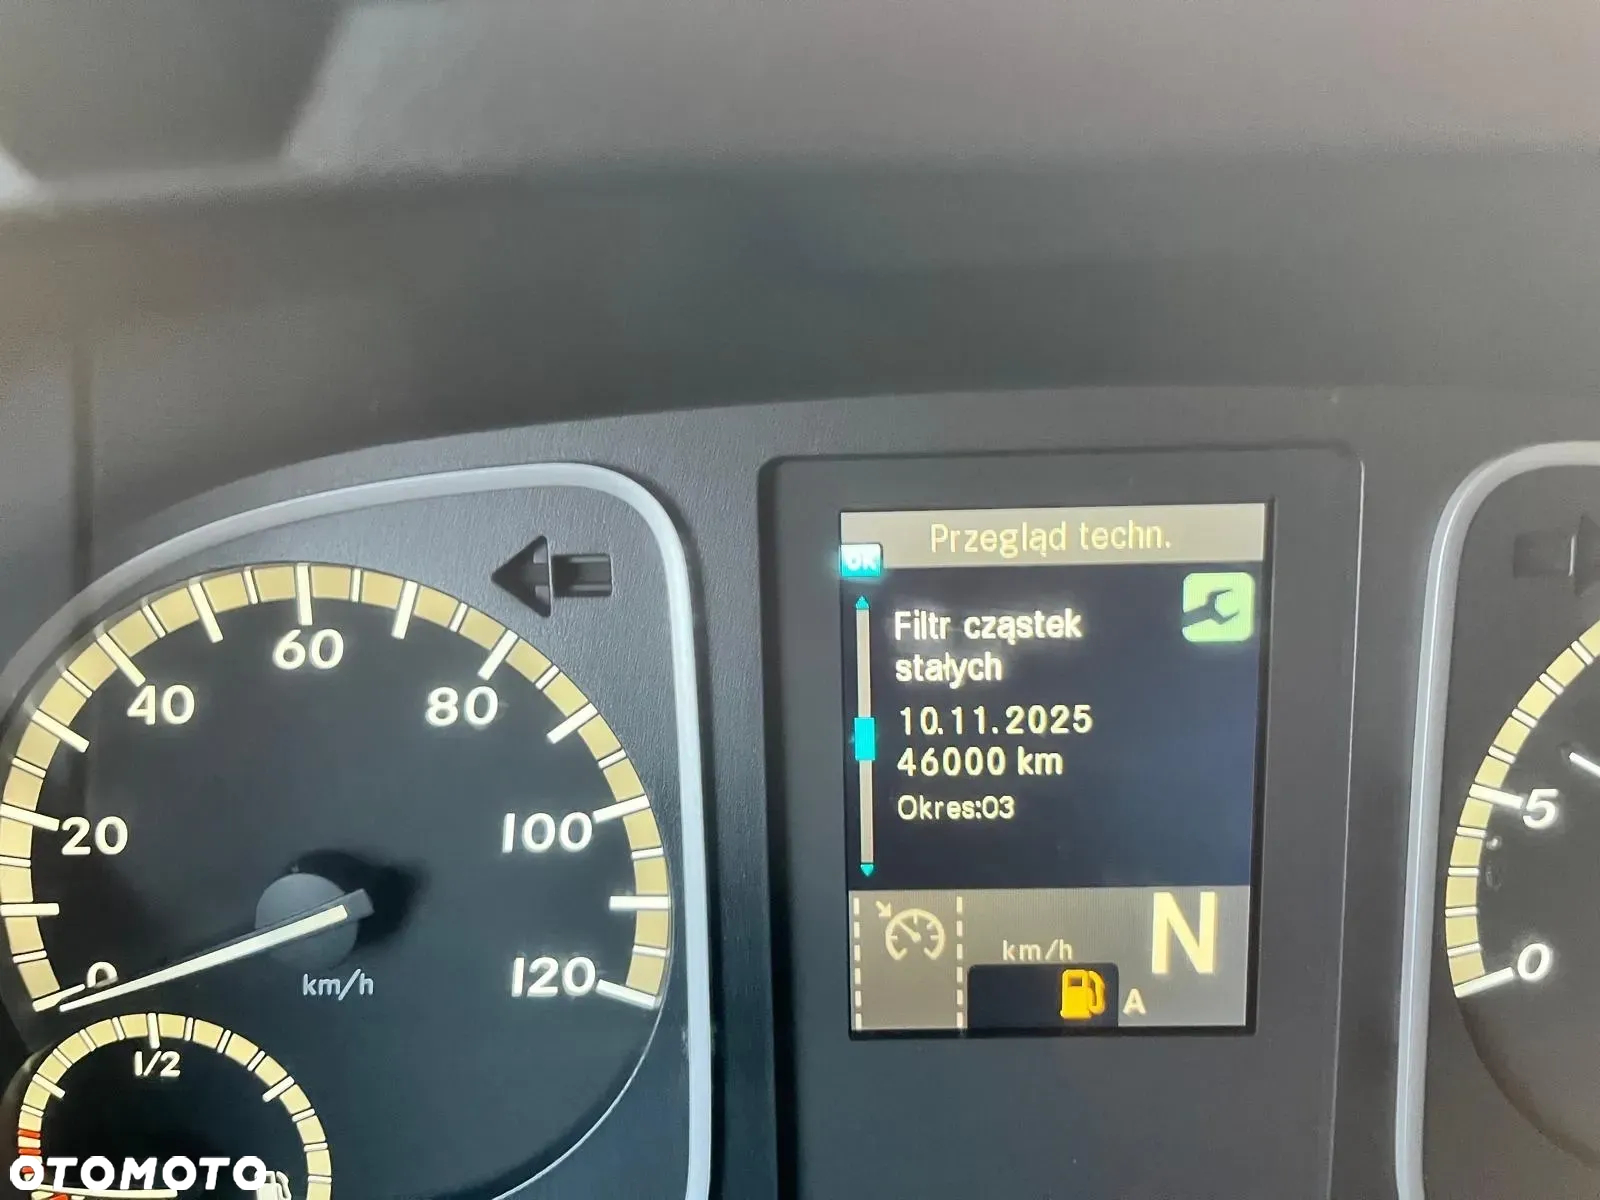 Przegląd techn.
OK
Filtr cząstek
stałych
10.11.2025
46000 km
Okres:03
km/h
N
A
0
20
40
60
80
100
120
km/h
1/2
5
0
OTOMOTO